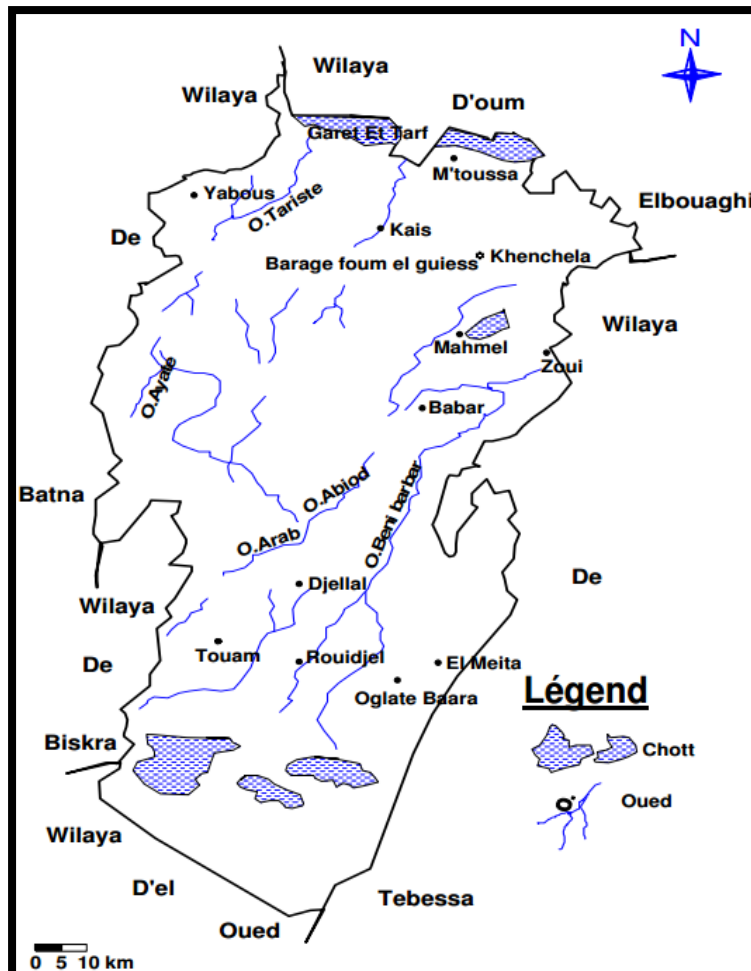 N
Wilaya
Wilaya
D'oum
Garet Et Tarf
M'toussa
Yabous
O.Tariste
Elbouaghi
De
Kais
Barage foum el guiess
Khenchela
Wilaya
Mahmel
Zoui
O.Ayate
Babar
Batna
O.Abiod
O.Beni barbar
O.Arab
De
Djellal
Wilaya
Touam
Rouidjel
El Meita
De
Oglate Baara
Légend
Biskra
Chott
O.
Oued
Wilaya
D'el
Tebessa
Oued
0 5 10 km